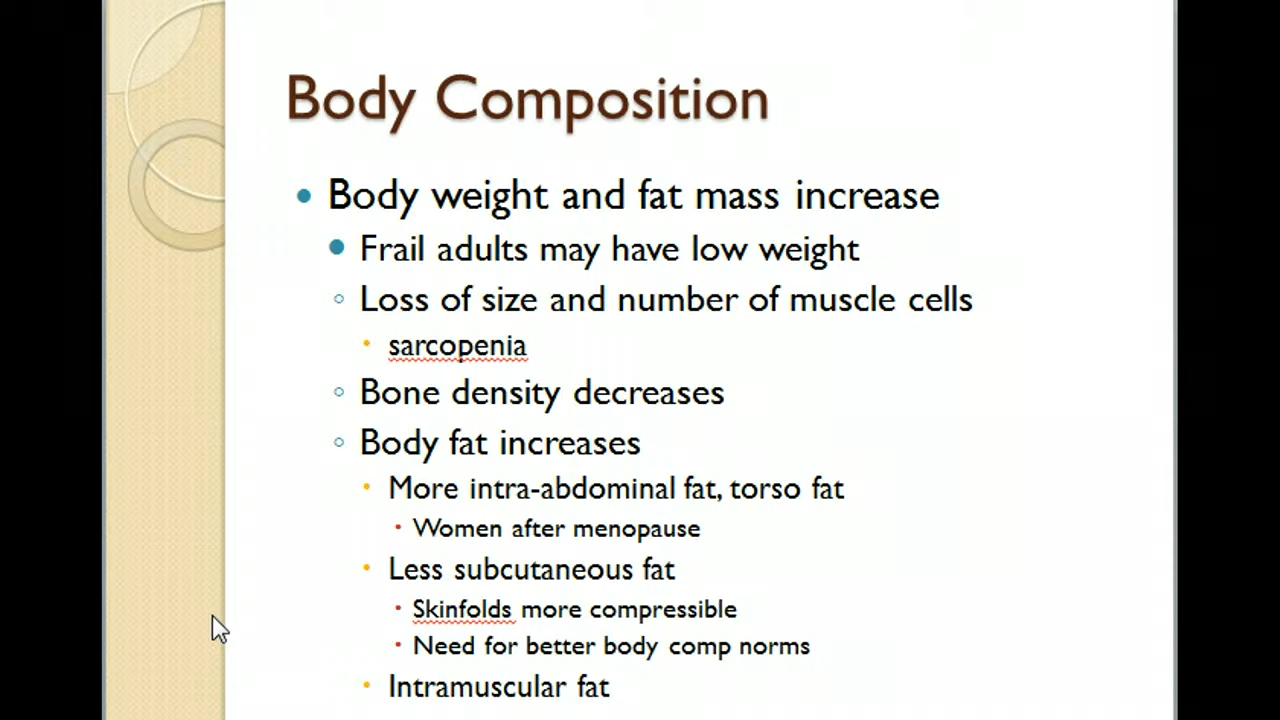 Body Composition
Body weight and fat mass increase
Frail adults may have low weight
Loss of size and number of muscle cells
sarcopenia
Bone density decreases
Body fat increases
More intra-abdominal fat, torso fat
Women after menopause
Less subcutaneous fat
Skinfolds more compressible
Need for better body comp norms
Intramuscular fat